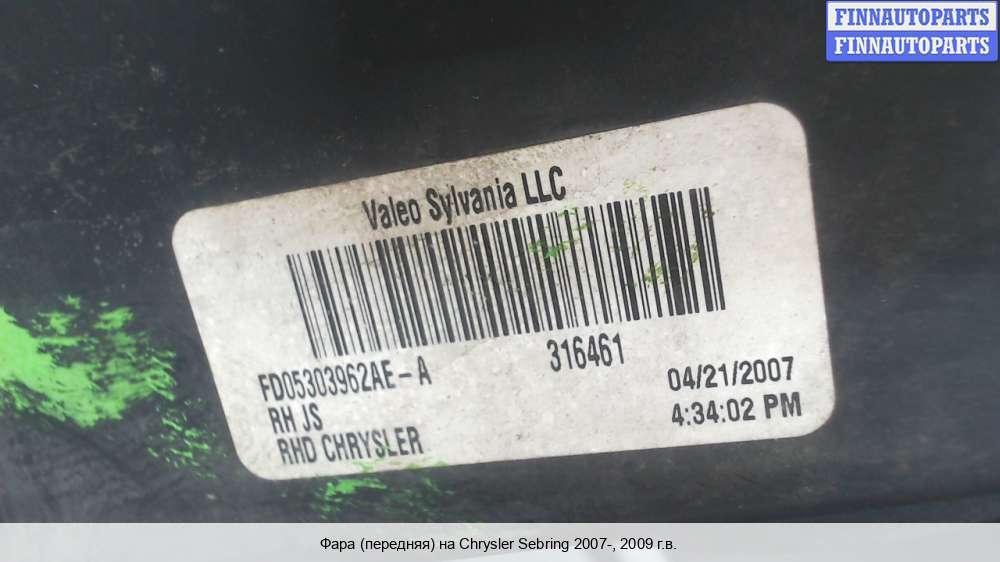 FINNAUTOPARTS
FINNAUTOPARTS
Valeo Sylvania LLC
FD05303962AE-A
316461
RH JS
RHD CHRYSLER
04/21/2007
4:34:02 PM
Фара (передняя) на Chrysler Sebring 2007-, 2009 г.в.